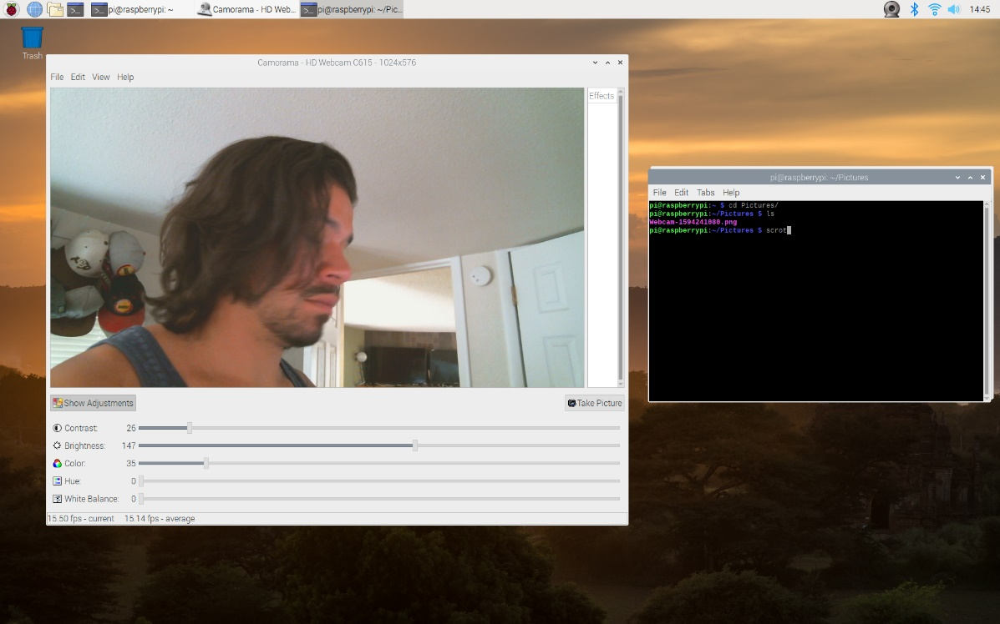 pi@raspberrypi: ~
Camorama - HD Web...
pi@raspberrypi: ~/Pic...
14:45
Trash
Camorama - HD Webcam C615 - 1024x576
File Edit View Help
Effects
Show Adjustments
Take Picture
Contrast: 26
Brightness: 147
Color: 35
Hue: 0
White Balance: 0
15.50 fps - current 15.14 fps - average
pi@raspberrypi: ~/Pictures
File Edit Tabs Help
pi@raspberrypi:~ $ cd Pictures/
pi@raspberrypi:~/Pictures $ ls
Webcam-1594241080.png
pi@raspberrypi:~/Pictures $ scrot